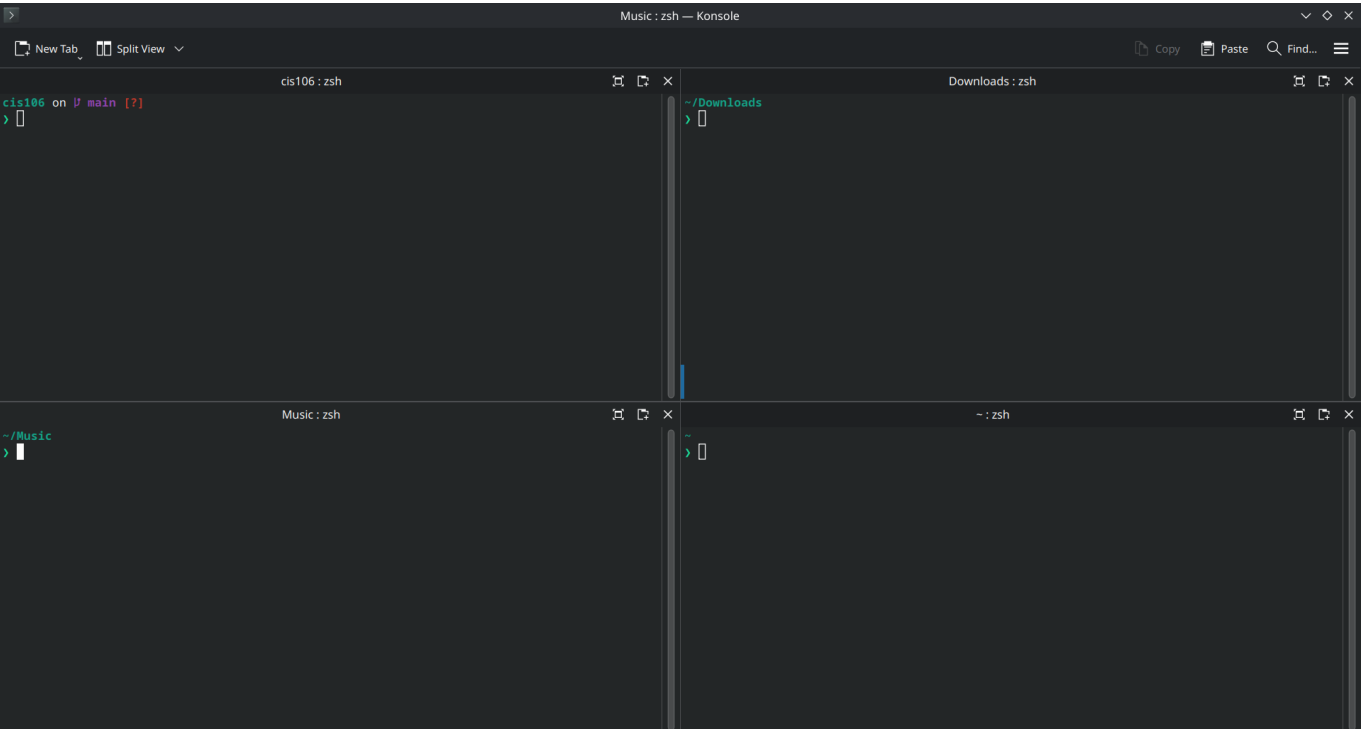 Music : zsh — Konsole
New Tab Split View Copy Paste Find...
cis106 : zsh
cis106 on main [?]
❯
Downloads : zsh
~/Downloads
❯
Music : zsh
~/Music
❯
~ : zsh
~
❯